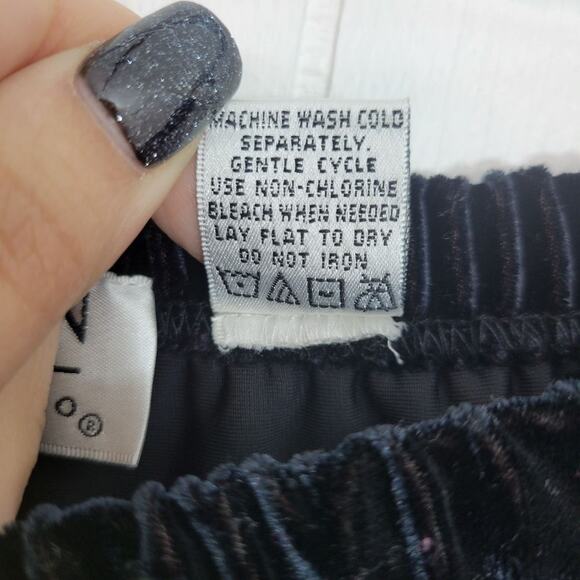 MACHINE WASH COLD
SEPARATELY.
GENTLE CYCLE
USE NON-CHLORINE
BLEACH WHEN NEEDED
LAY FLAT TO DRY
DO NOT IRON
®